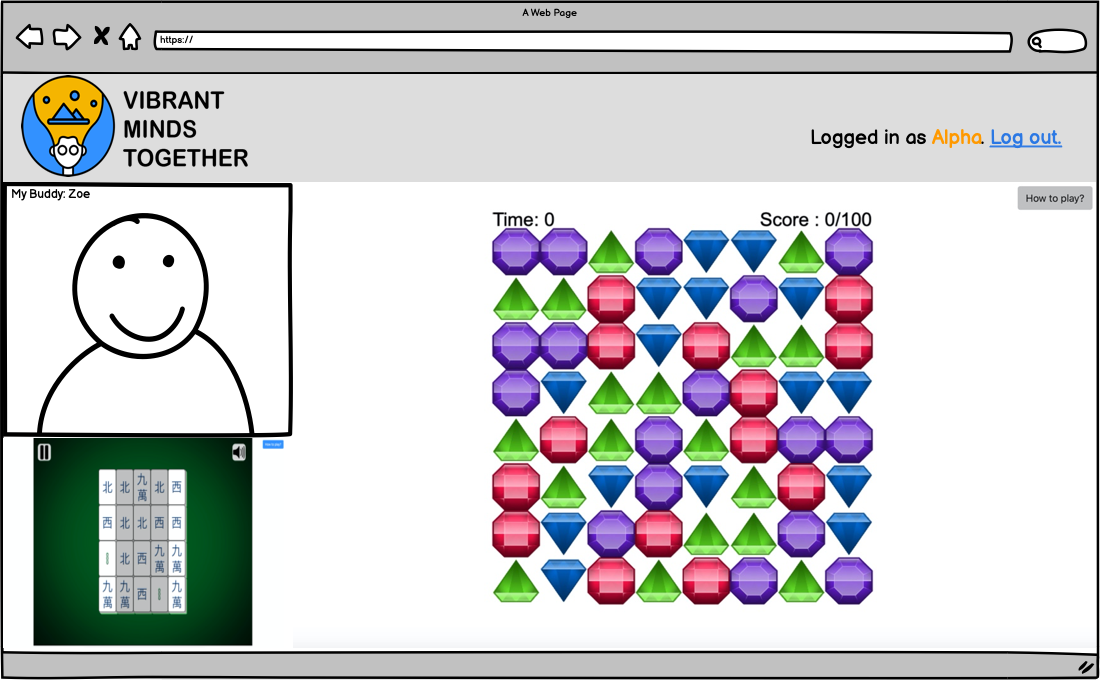 A Web Page
https://
VIBRANT
MINDS
TOGETHER
Logged in as Alpha. Log out.
My Buddy: Zoe
How to play?
Time: 0
Score : 0/100
北 北 九萬 北 西
西 北 北 西 西
北 西 九萬 九萬
九萬 九萬 西 九萬